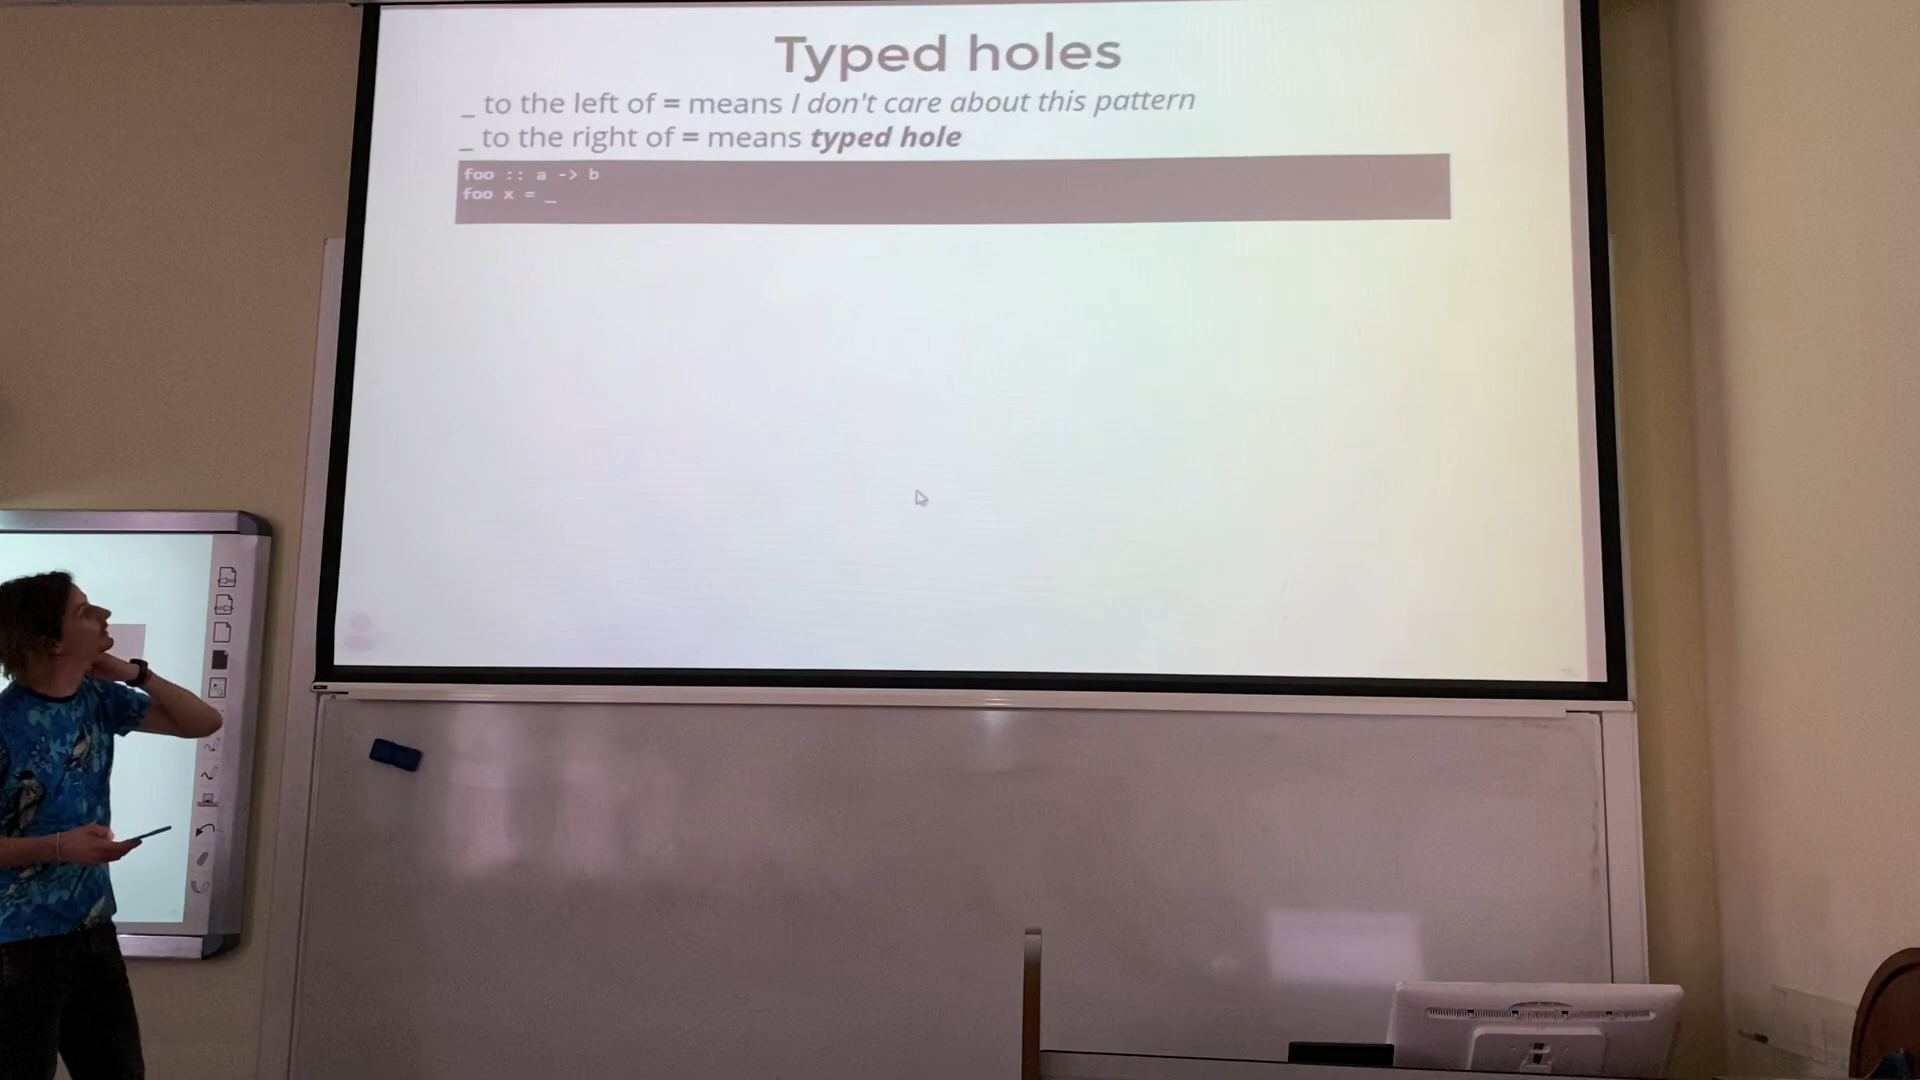 Typed holes
_ to the left of = means I don't care about this pattern
_ to the right of = means typed hole
foo :: a -> b
foo x = _